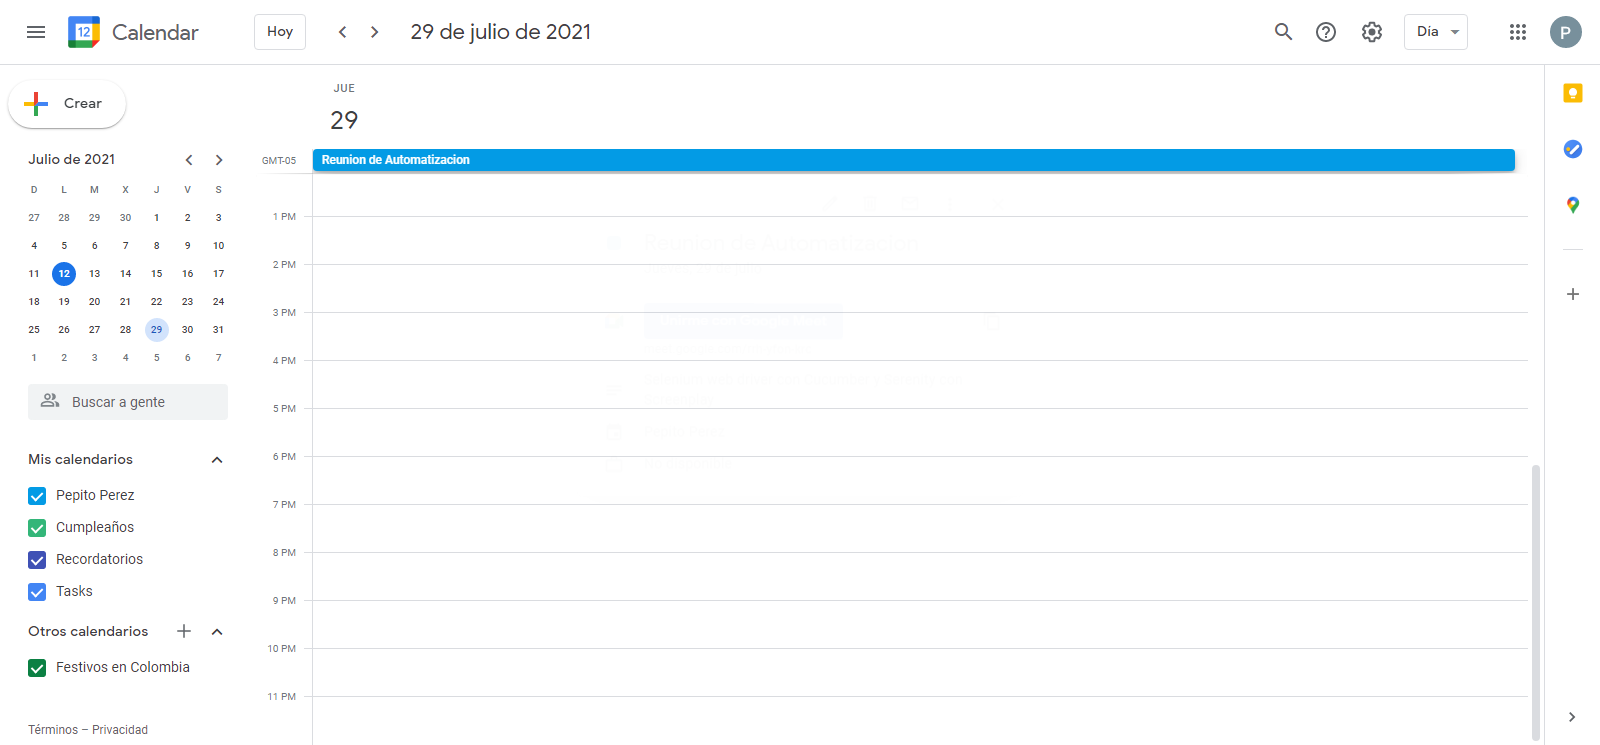 12 Calendar Hoy 29 de julio de 2021 Día P
Crear
JUE
29
Julio de 2021
D L M X J V S
27 28 29 30 1 2 3
4 5 6 7 8 9 10
11 12 13 14 15 16 17
18 19 20 21 22 23 24
25 26 27 28 29 30 31
1 2 3 4 5 6 7
Buscar a gente
Mis calendarios
Pepito Perez
Cumpleaños
Recordatorios
Tasks
Otros calendarios
Festivos en Colombia
Términos – Privacidad
GMT-05 Reunion de Automatizacion
1 PM
Reunion de Automatizacion
2 PM
3 PM
4 PM
5 PM
6 PM
7 PM
8 PM
9 PM
10 PM
11 PM